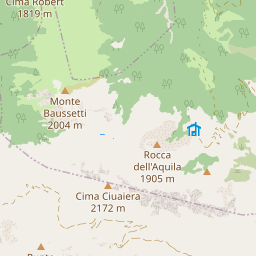 Cima Robert
1819 m
Monte
Baussetti
2004 m
Rocca
dell'Aquila
1905 m
Cima Ciuaiera
2172 m